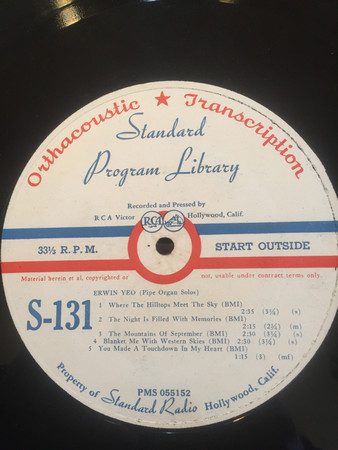 Orthacoustic ★ Transcription
Standard
Program Library
Recorded and Pressed by
RCA Victor RCA Hollywood, Calif.
33⅓ R.P.M. START OUTSIDE
Material herein et al, copyrighted or not, usable under contract terms only.
S-131
ERWIN YEO (Pipe Organ Solos)
1 Where The Hilltops Meet The Sky (BMI)
2:35 (3¼) (s)
2 The Night Is Filled With Memories (BMI)
2:15 (2¾) (m)
3 The Mountains Of September (BMI) 2:30 (3¼) (s)
4 Blanket Me With Western Skies (BMI) 2:10 (3¼) (s)
5 You Made A Touchdown In My Heart (BMI)
1:15 (3) (mf)
PMS 055152
Property of Standard Radio Hollywood, Calif.